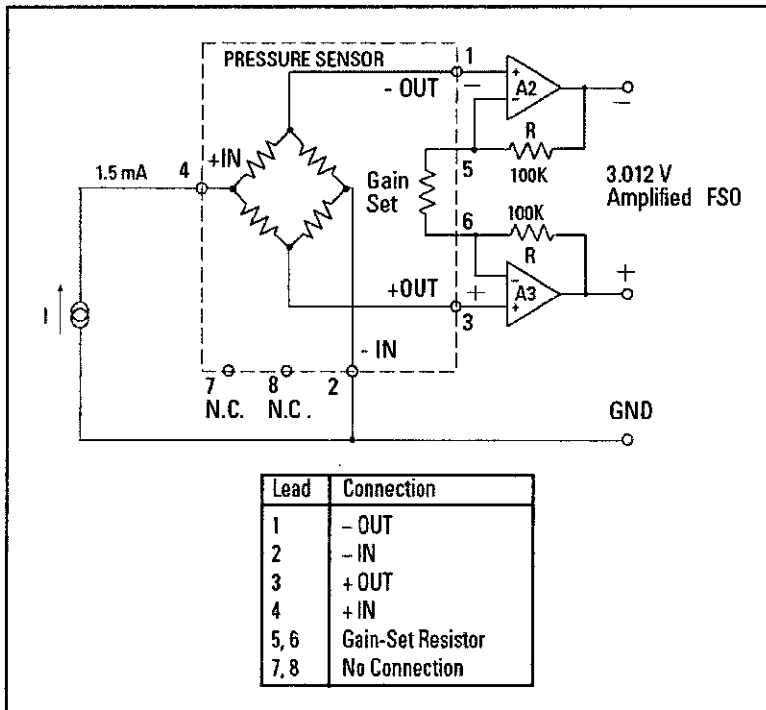 PRESSURE SENSOR
1
- OUT
−
+
A2
−
−
1.5 mA
4
+IN
5
R
100K
Gain
Set
3.012 V
Amplified FSO
6
100K
R
+OUT
+
−
A3
+
+
3
I
- IN
7
8
2
N.C.
N.C.
GND
Lead Connection
1 − OUT
2 − IN
3 + OUT
4 + IN
5, 6 Gain-Set Resistor
7, 8 No Connection